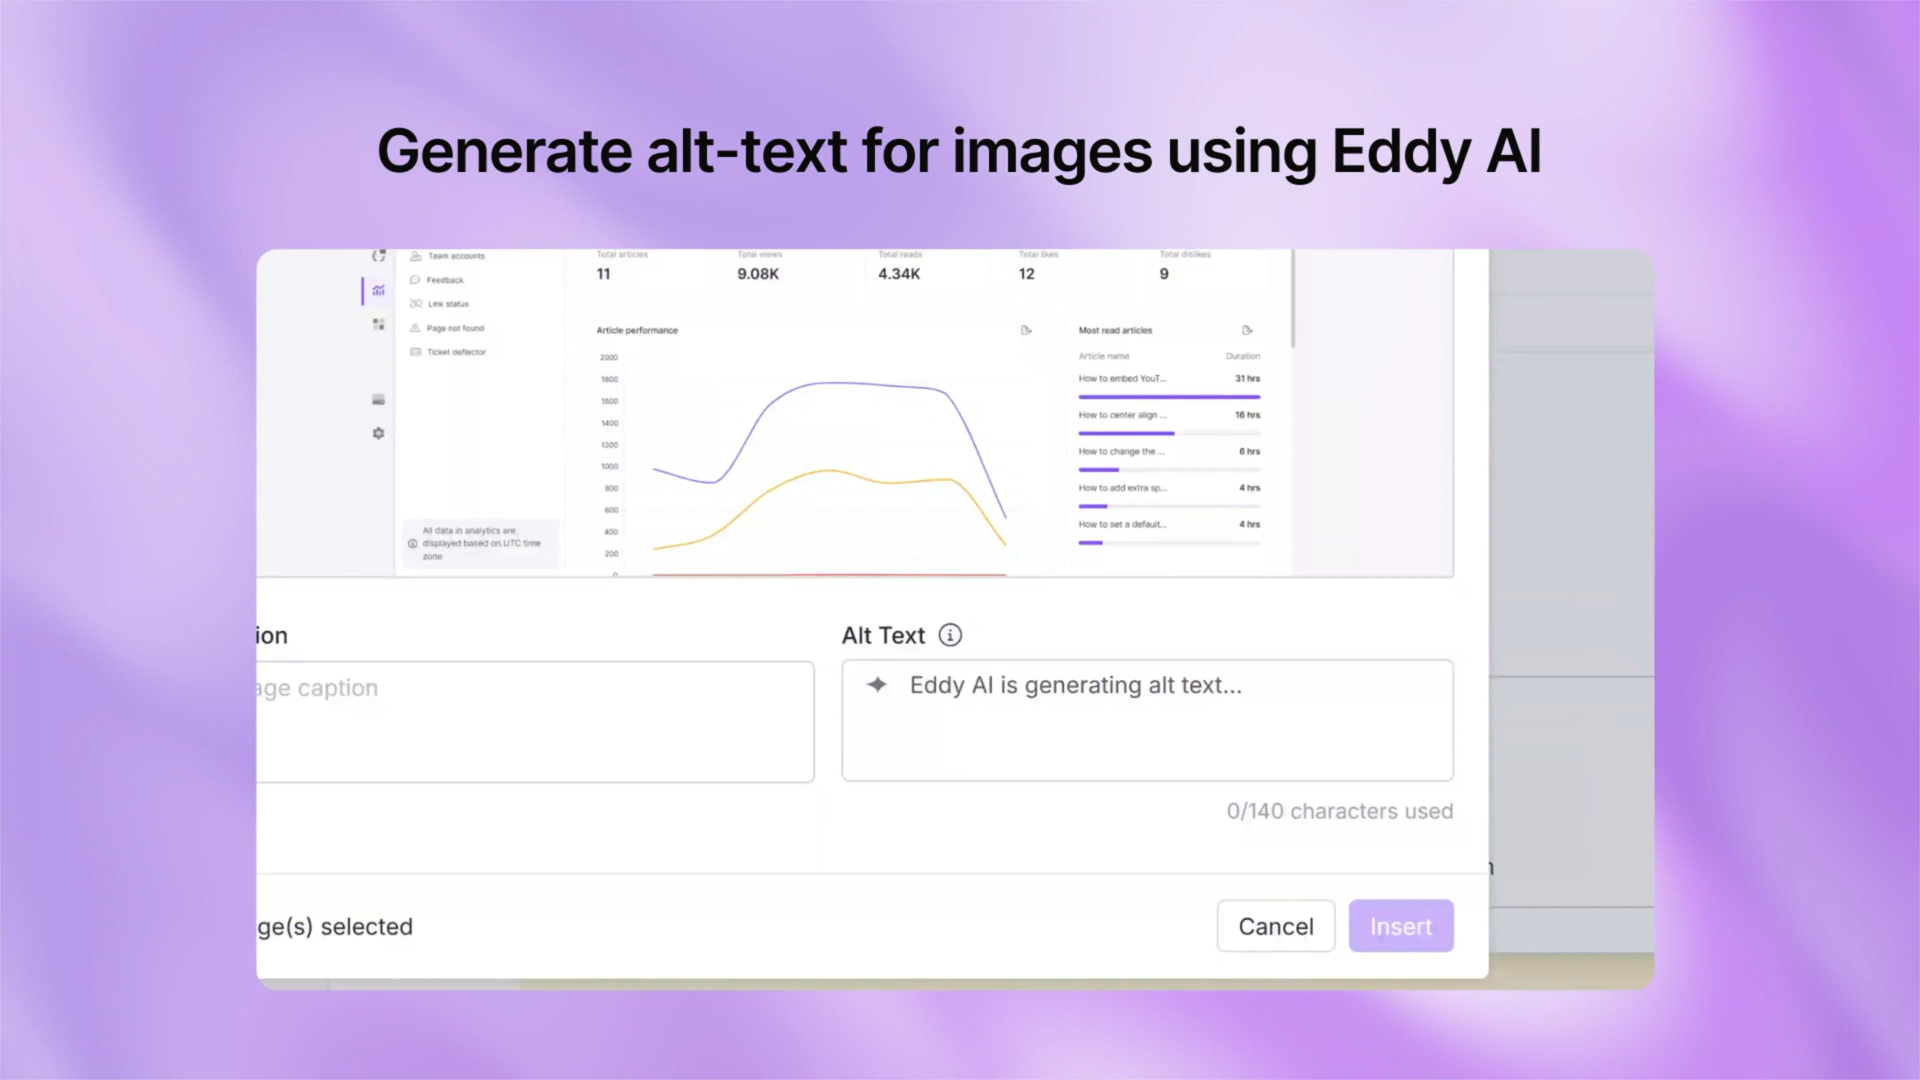 Generate alt-text for images using Eddy AI
Team accounts
Feedback
Link status
Page not found
Ticket deflector
All data in analytics are
displayed based on UTC time
zone
Total articles
11
Total views
9.08K
Total reads
4.34K
Total likes
12
Total dislikes
9
Article performance
2000
1800
1600
1400
1200
1000
800
600
400
200
0
Most read articles
Article name Duration
How to embed YouT... 31 hrs
How to center align ... 16 hrs
How to change the ... 6 hrs
How to add extra sp... 4 hrs
How to set a default... 4 hrs
ion
age caption
Alt Text
Eddy AI is generating alt text...
0/140 characters used
ge(s) selected
Cancel
Insert